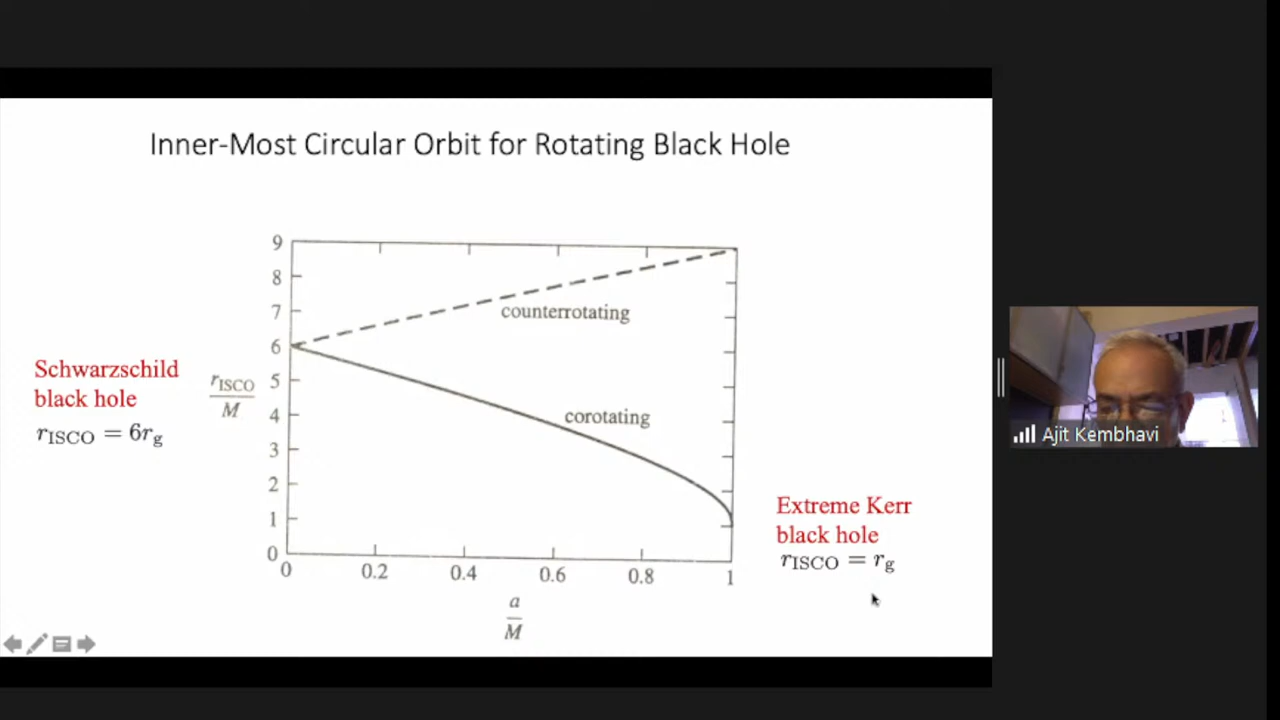 Inner-Most Circular Orbit for Rotating Black Hole
9
8
7
6
5
4
3
2
1
0
counterrotating
corotating
Schwarzschild
black hole
r_ISCO = 6r_g
r_ISCO
M
0 0.2 0.4 0.6 0.8 1
a
M
Extreme Kerr
black hole
r_ISCO = r_g
Ajit Kembhavi